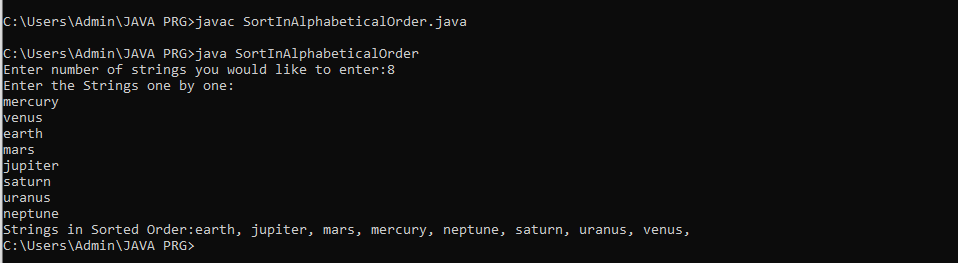 C:\Users\Admin\JAVA PRG>javac SortInAlphabeticalOrder.java
C:\Users\Admin\JAVA PRG>java SortInAlphabeticalOrder
Enter number of strings you would like to enter:8
Enter the Strings one by one:
mercury
venus
earth
mars
jupiter
saturn
uranus
neptune
Strings in Sorted Order:earth, jupiter, mars, mercury, neptune, saturn, uranus, venus,
C:\Users\Admin\JAVA PRG>